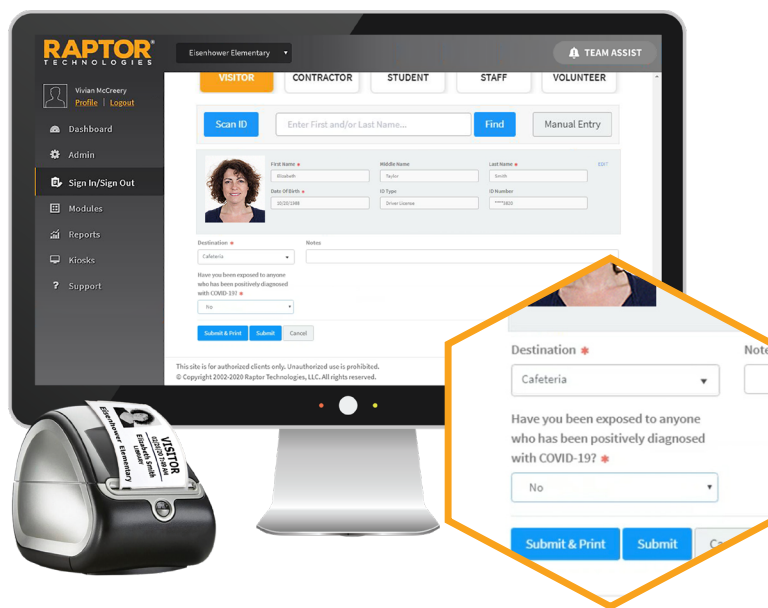 RAPTOR®
TECHNOLOGIES
Eisenhower Elementary
TEAM ASSIST
Vivian McCreery
Profile | Logout
Dashboard
Admin
Sign In/Sign Out
Modules
Reports
Kiosks
Support
VISITOR
CONTRACTOR
STUDENT
STAFF
VOLUNTEER
Scan ID
Enter First and/or Last Name...
Find
Manual Entry
First Name *
Middle Name
Last Name *
EDIT
Elizabeth
Taylor
Smith
Date Of Birth *
ID Type
ID Number
Driver License
Destination *
Notes
Cafeteria
Have you been exposed to anyone
who has been positively diagnosed
with COVID-19? *
No
Submit & Print
Submit
Cancel
This site is for authorized clients only. Unauthorized use is prohibited.
© Copyright 2002-2020 Raptor Technologies, LLC. All rights reserved.
Eisenhower Elementary
VISITOR
Elizabeth Smith
LIBRARY
Destination *
Note
Cafeteria
Have you been exposed to anyone
who has been positively diagnosed
with COVID-19? *
No
Submit & Print
Submit
Ca